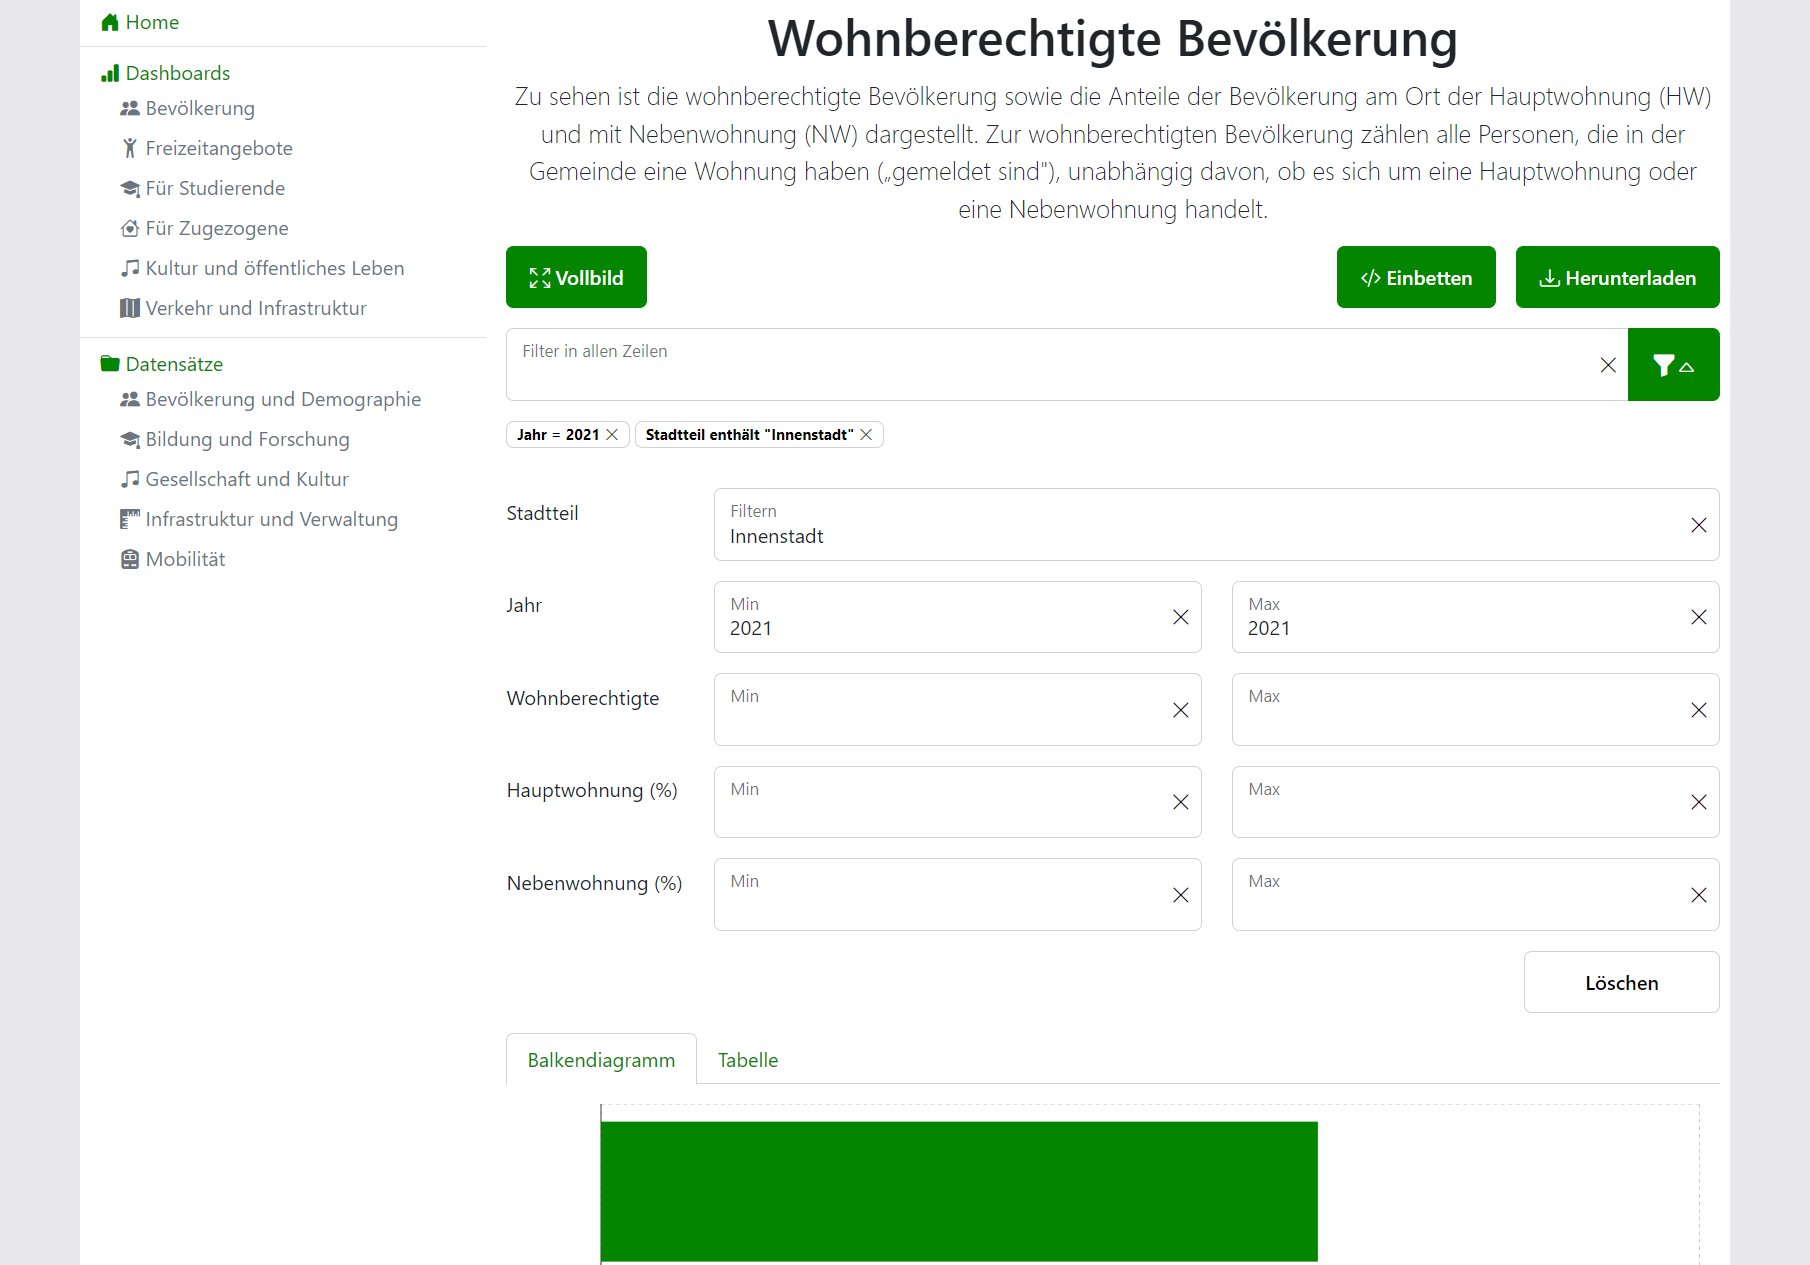 Home
Dashboards
Bevölkerung
Freizeitangebote
Für Studierende
Für Zugezogene
Kultur und öffentliches Leben
Verkehr und Infrastruktur
Datensätze
Bevölkerung und Demographie
Bildung und Forschung
Gesellschaft und Kultur
Infrastruktur und Verwaltung
Mobilität
Wohnberechtigte Bevölkerung
Zu sehen ist die wohnberechtigte Bevölkerung sowie die Anteile der Bevölkerung am Ort der Hauptwohnung (HW)
und mit Nebenwohnung (NW) dargestellt. Zur wohnberechtigten Bevölkerung zählen alle Personen, die in der
Gemeinde eine Wohnung haben („gemeldet sind"), unabhängig davon, ob es sich um eine Hauptwohnung oder
eine Nebenwohnung handelt.
Vollbild
Einbetten
Herunterladen
Filter in allen Zeilen
Jahr = 2021
Stadtteil enthält "Innenstadt"
Stadtteil
Filtern
Innenstadt
Jahr
Min
2021
Max
2021
Wohnberechtigte
Min
Max
Hauptwohnung (%)
Min
Max
Nebenwohnung (%)
Min
Max
Löschen
Balkendiagramm
Tabelle